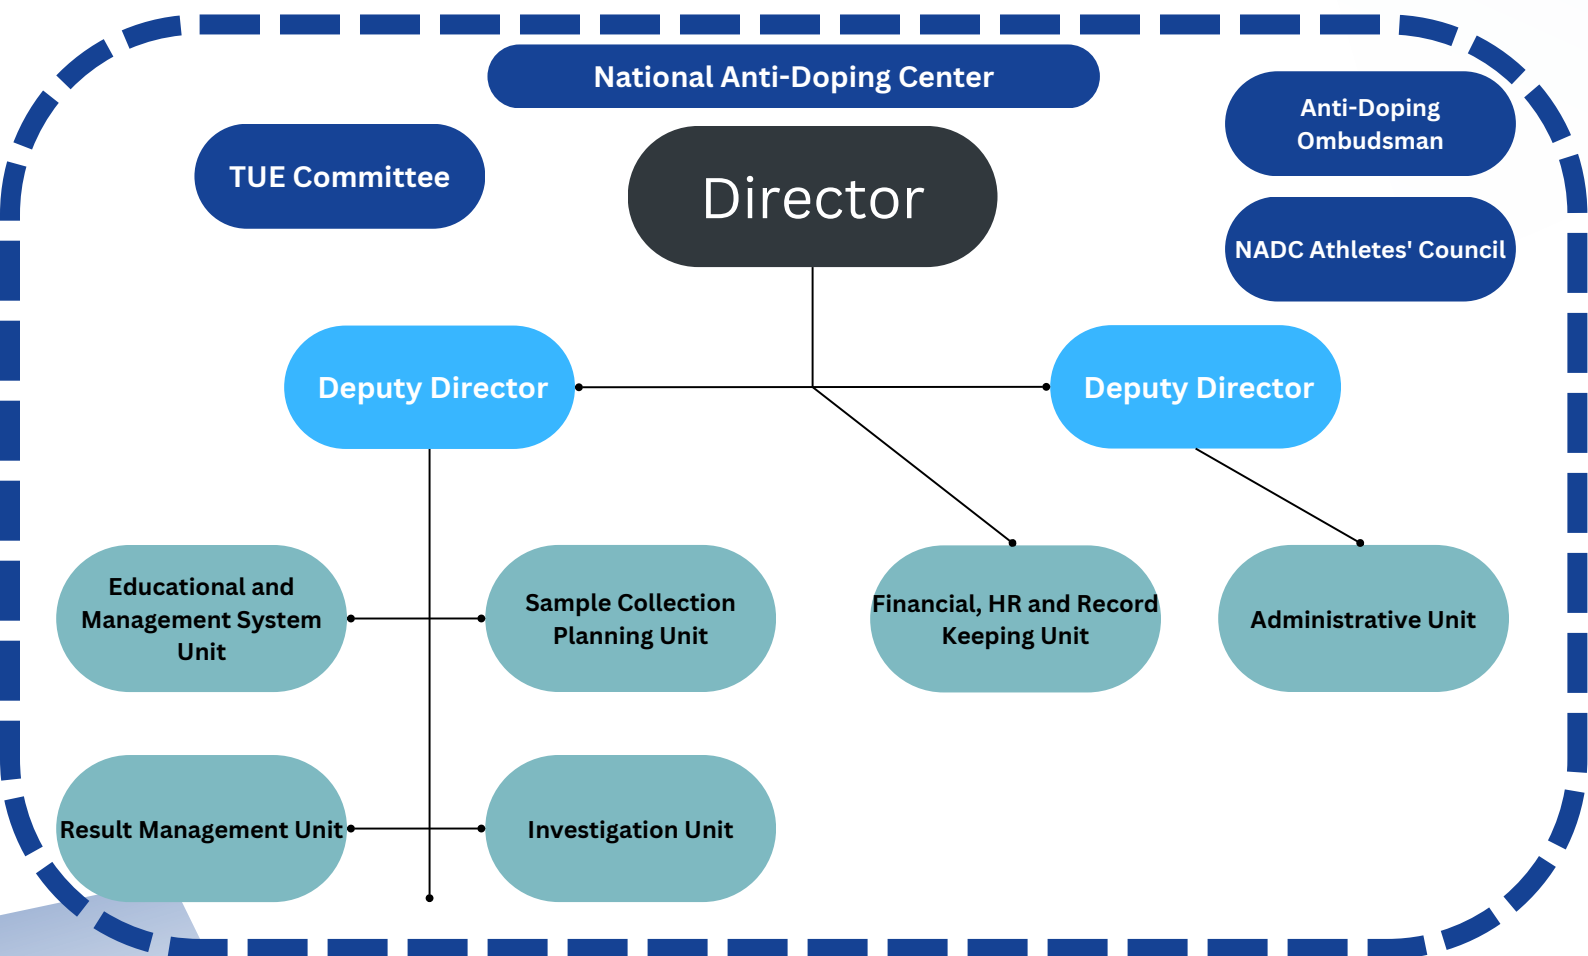 National Anti-Doping Center
Anti-Doping
Ombudsman
TUE Committee
Director
NADC Athletes' Council
Deputy Director
Deputy Director
Educational and
Management System
Unit
Sample Collection
Planning Unit
Financial, HR and Record
Keeping Unit
Administrative Unit
Result Management Unit
Investigation Unit